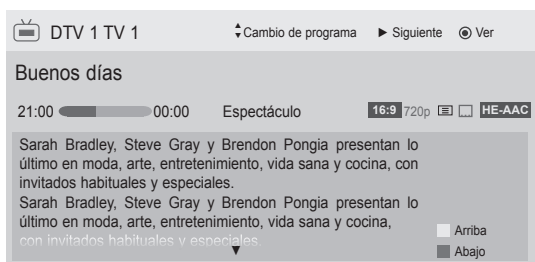 DTV 1 TV 1 Cambio de programa Siguiente Ver
Buenos días
21:00 00:00 Espectáculo 16:9 720p HE-AAC
Sarah Bradley, Steve Gray y Brendon Pongia presentan lo
último en moda, arte, entretenimiento, vida sana y cocina, con
invitados habituales y especiales.
Sarah Bradley, Steve Gray y Brendon Pongia presentan lo
último en moda, arte, entretenimiento, vida sana y cocina,
con invitados habituales y especiales.
Arriba
Abajo